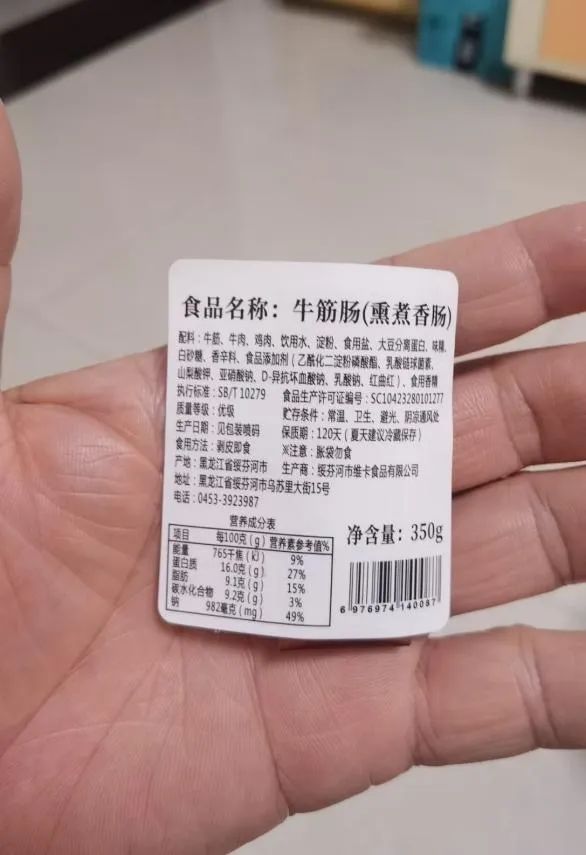 食品名称：牛筋肠(熏煮香肠)
配料：牛筋、牛肉、鸡肉、饮用水、淀粉、食用盐、大豆分离蛋白、味精、
白砂糖、香辛料、食品添加剂（乙酰化二淀粉磷酸酯、乳酸链球菌素、
山梨酸钾、亚硝酸钠、D-异抗坏血酸钠、乳酸钠、红曲红）、食用香精
执行标准：SB/T 10279 食品生产许可证编号：SC10423280101277
质量等级：优级 贮存条件：常温、卫生、避光、阴凉通风处
生产日期：见包装喷码 保质期：120天（夏天建议冷藏保存）
食用方法：剥皮即食 ※注意：胀袋勿食
产地：黑龙江省绥芬河市 生产商：绥芬河市维卡食品有限公司
地址：黑龙江省绥芬河市乌苏里大街15号
电话：0453-3923987
营养成分表
项目 每100克(g) 营养素参考值%
能量 765千焦(kJ) 9%
蛋白质 16.0克(g) 27%
脂肪 9.1克(g) 15%
碳水化合物 9.2克(g) 3%
钠 982毫克(mg) 49%
净含量：350g
6 976974 140087